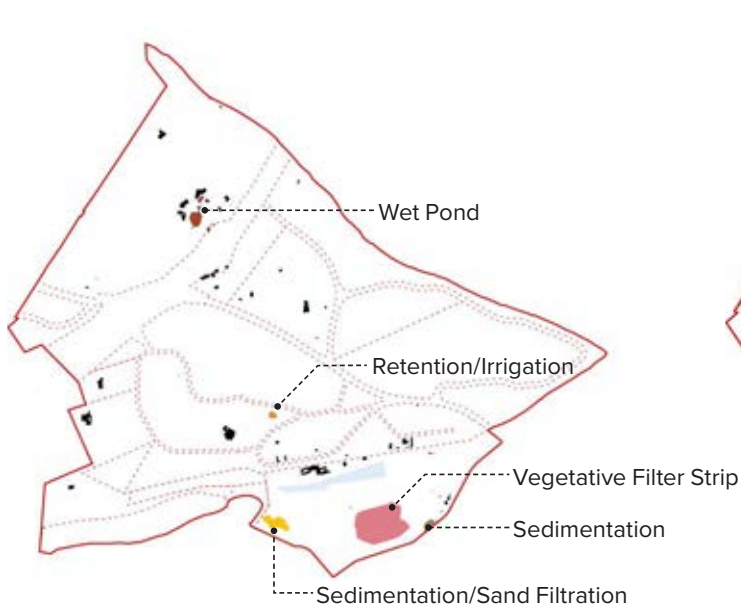 Wet Pond
Retention/Irrigation
Vegetative Filter Strip
Sedimentation
Sedimentation/Sand Filtration